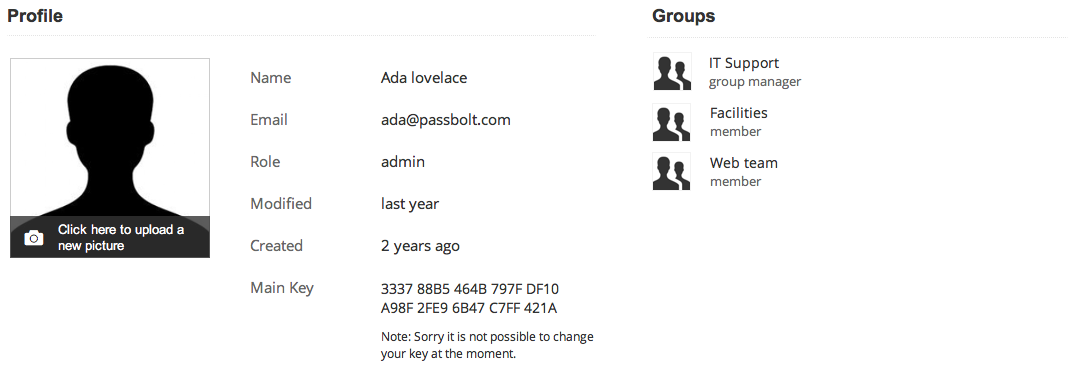 Profile
Click here to upload a
new picture
Name
Ada lovelace
Email
ada@passbolt.com
Role
admin
Modified
last year
Created
2 years ago
Main Key
3337 88B5 464B 797F DF10
A98F 2FE9 6B47 C7FF 421A
Note: Sorry it is not possible to change
your key at the moment.
Groups
IT Support
group manager
Facilities
member
Web team
member